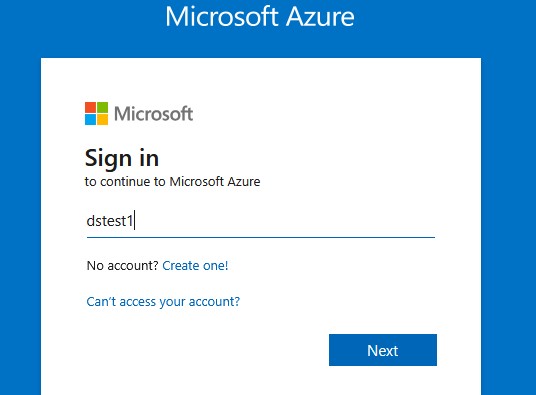 Microsoft Azure
Microsoft
Sign in
to continue to Microsoft Azure
dstest1
No account? Create one!
Can't access your account?
Next